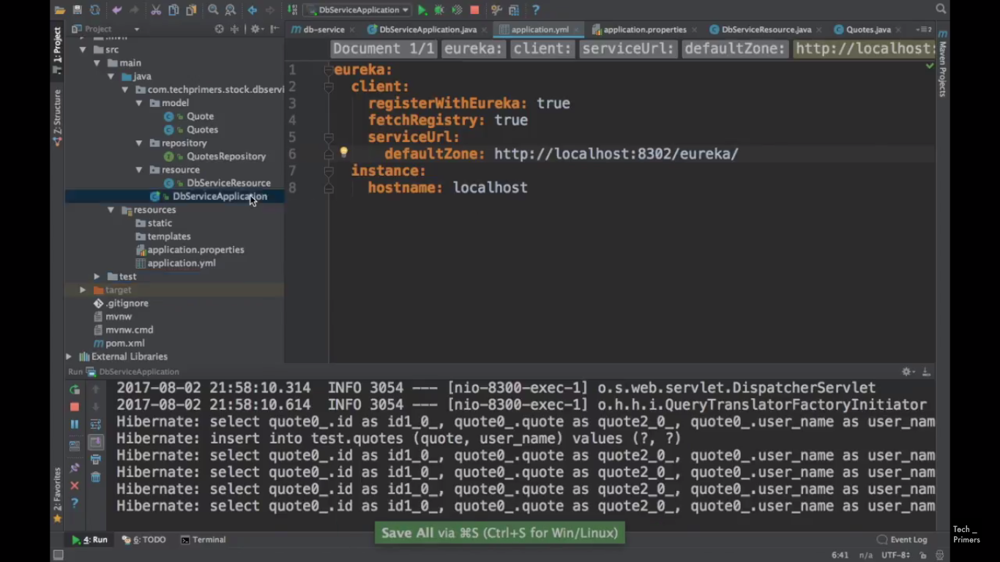 DbServiceApplication
Project
db-service
DbServiceApplication.java
application.yml
application.properties
DbServiceResource.java
Quotes.java
Document 1/1 eureka: client: serviceUrl: defaultZone: http://localhost:
1: Project
Z: Structure
2: Favorites
Maven Projects
src
main
java
com.techprimers.stock.dbservi
model
Quote
Quotes
repository
QuotesRepository
resource
DbServiceResource
DbServiceApplication
resources
static
templates
application.properties
application.yml
test
target
.gitignore
mvnw
mvnw.cmd
pom.xml
External Libraries
1 eureka:
2 client:
3 registerWithEureka: true
4 fetchRegistry: true
5 serviceUrl:
6 defaultZone: http://localhost:8302/eureka/
7 instance:
8 hostname: localhost
Run DbServiceApplication
2017-08-02 21:58:10.314 INFO 3054 --- [nio-8300-exec-1] o.s.web.servlet.DispatcherServlet
2017-08-02 21:58:10.614 INFO 3054 --- [nio-8300-exec-1] o.h.h.i.QueryTranslatorFactoryInitiator
Hibernate: select quote0_.id as id1_0_, quote0_.quote as quote2_0_, quote0_.user_name as user_nam
Hibernate: insert into test.quotes (quote, user_name) values (?, ?)
Hibernate: select quote0_.id as id1_0_, quote0_.quote as quote2_0_, quote0_.user_name as user_nam
Hibernate: select quote0_.id as id1_0_, quote0_.quote as quote2_0_, quote0_.user_name as user_nam
Hibernate: select quote0_.id as id1_0_, quote0_.quote as quote2_0_, quote0_.user_name as user_nam
Hibernate: select quote0_.id as id1_0_, quote0_.quote as quote2_0_, quote0_.user_name as user_nam
Save All via ⌘S (Ctrl+S for Win/Linux)
4: Run
6: TODO
Terminal
Event Log
6:41 n/a UTF-8
Tech _
Primers